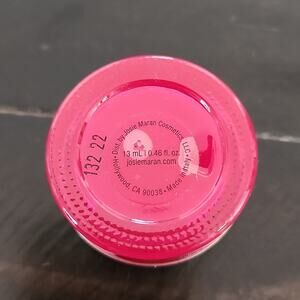 • Dist. by Josie Maran Cosmetics, LLC • Made in Italy •
Hollywood, CA 90038
13 mL | 0.46 fl. oz.
josiemaran.com
132 22